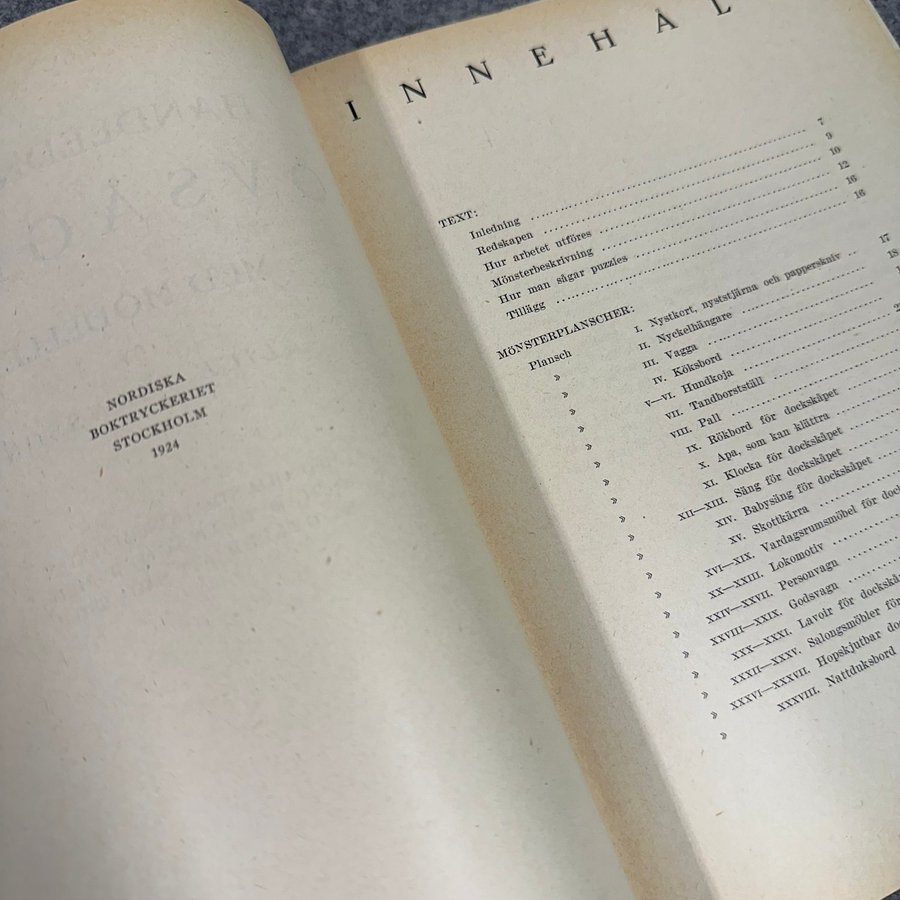 NORDISKA
BOKTRYCKERIET
STOCKHOLM
1924
INNEHÅL
TEXT:
Inledning 7
Redskapen 9
Hur arbetet utföres 10
Mönsterbeskrivning 12
Hur man sågar puzzles 16
Tillägg 16
MÖNSTERPLANSCHER:
Plansch I. Nystkort, nyststjärna och papperskniv 17
» II. Nyckelhängare 18
» III. Vagga
» IV. Köksbord
» V—VI. Hundkoja
» VII. Tandborstställ
» VIII. Pall
» IX. Rökbord för dockskåpet
» X. Apa, som kan klättra
» XI. Klocka för dockskåpet
» XII—XIII. Säng för dockskåpet
» XIV. Babysäng för dockskåpet
» XV. Skottkärra
» XVI—XIX. Vardagsrumsmöbel för dock
» XX—XXIII. Lokomotiv
» XXIV—XXVII. Personvagn
» XXVIII—XXIX. Godsvagn
» XXX—XXXI. Lavoir för dockskå
» XXXII—XXXV. Salongsmöbler för
» XXXVI—XXXVII. Hopskjutbar doc
» XXXVIII. Nattduksbord